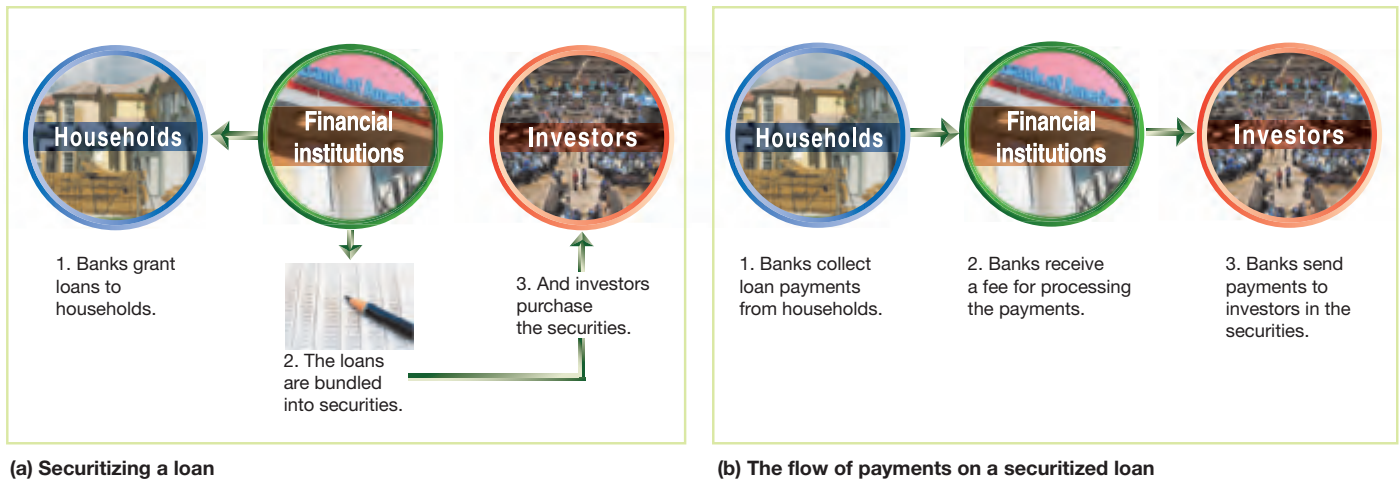 Households
Financial
institutions
Investors
1. Banks grant
loans to
households.
2. The loans
are bundled
into securities.
3. And investors
purchase
the securities.
(a) Securitizing a loan
Households
Financial
institutions
Investors
1. Banks collect
loan payments
from households.
2. Banks receive
a fee for processing
the payments.
3. Banks send
payments to
investors in the
securities.
(b) The flow of payments on a securitized loan